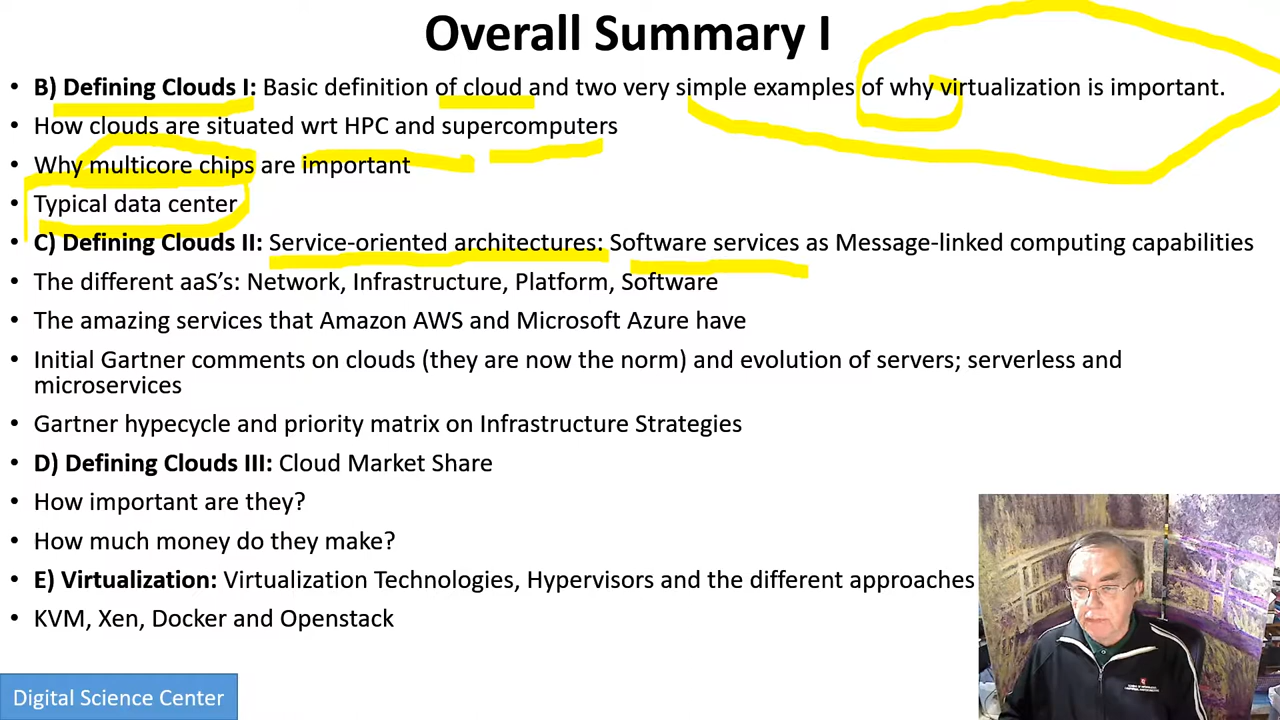 Overall Summary I
• B) Defining Clouds I: Basic definition of cloud and two very simple examples of why virtualization is important.
• How clouds are situated wrt HPC and supercomputers
• Why multicore chips are important
• Typical data center
• C) Defining Clouds II: Service-oriented architectures: Software services as Message-linked computing capabilities
• The different aaS's: Network, Infrastructure, Platform, Software
• The amazing services that Amazon AWS and Microsoft Azure have
• Initial Gartner comments on clouds (they are now the norm) and evolution of servers; serverless and
microservices
• Gartner hypecycle and priority matrix on Infrastructure Strategies
• D) Defining Clouds III: Cloud Market Share
• How important are they?
• How much money do they make?
• E) Virtualization: Virtualization Technologies, Hypervisors and the different approaches
• KVM, Xen, Docker and Openstack
Digital Science Center